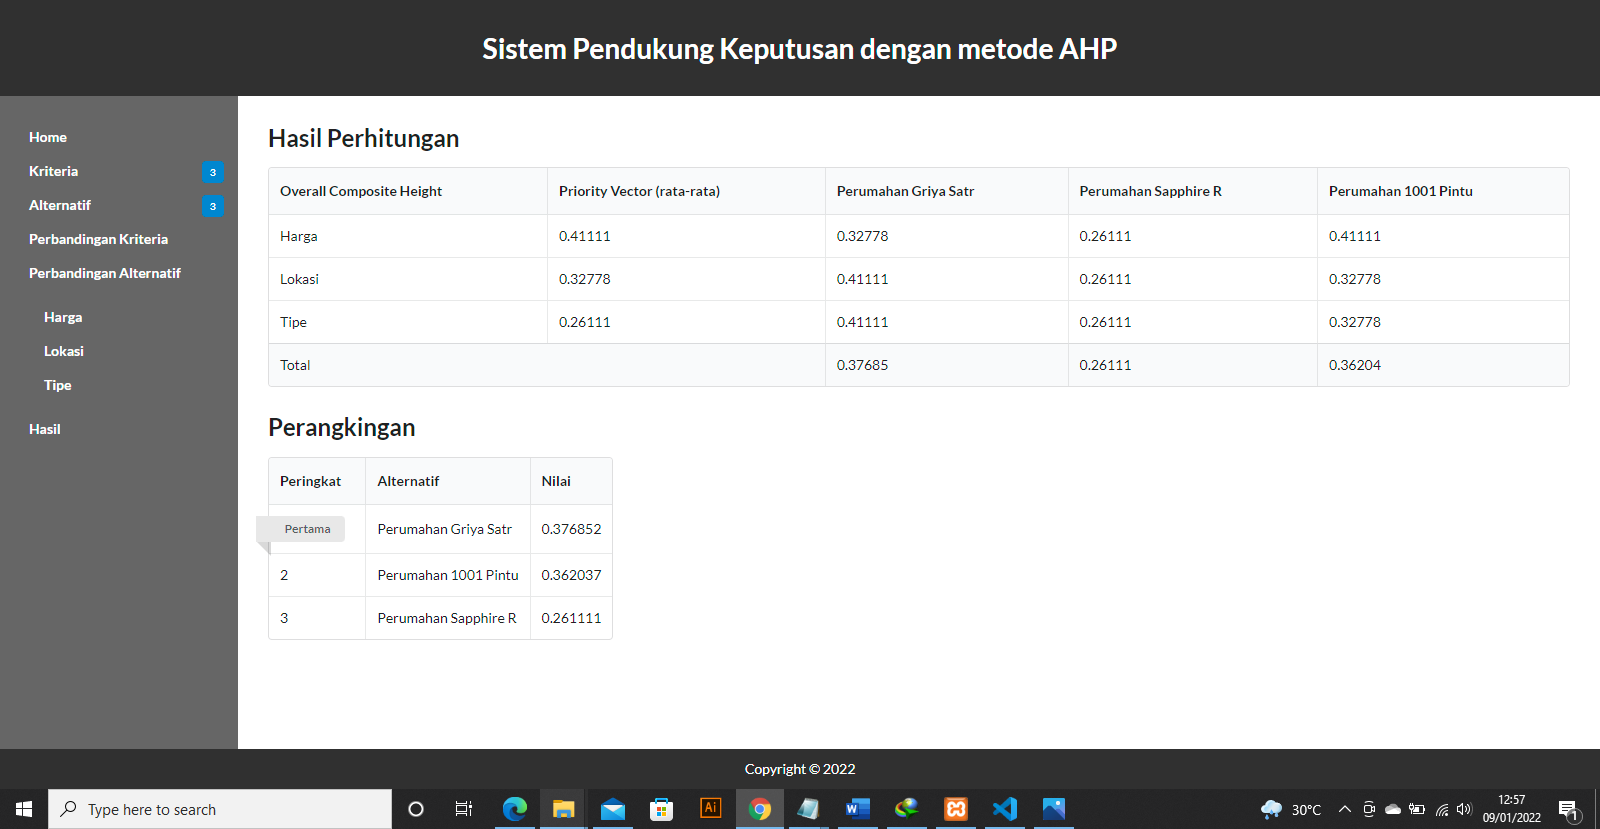 Sistem Pendukung Keputusan dengan metode AHP
Home
Kriteria 3
Alternatif 3
Perbandingan Kriteria
Perbandingan Alternatif
Harga
Lokasi
Tipe
Hasil
Hasil Perhitungan
Overall Composite Height Priority Vector (rata-rata) Perumahan Griya Satr Perumahan Sapphire R Perumahan 1001 Pintu
Harga 0.41111 0.32778 0.26111 0.41111
Lokasi 0.32778 0.41111 0.26111 0.32778
Tipe 0.26111 0.41111 0.26111 0.32778
Total 0.37685 0.26111 0.36204
Perangkingan
Peringkat Alternatif Nilai
Pertama Perumahan Griya Satr 0.376852
2 Perumahan 1001 Pintu 0.362037
3 Perumahan Sapphire R 0.261111
Copyright © 2022
Type here to search
Ai
W
30°C
12:57
09/01/2022
1